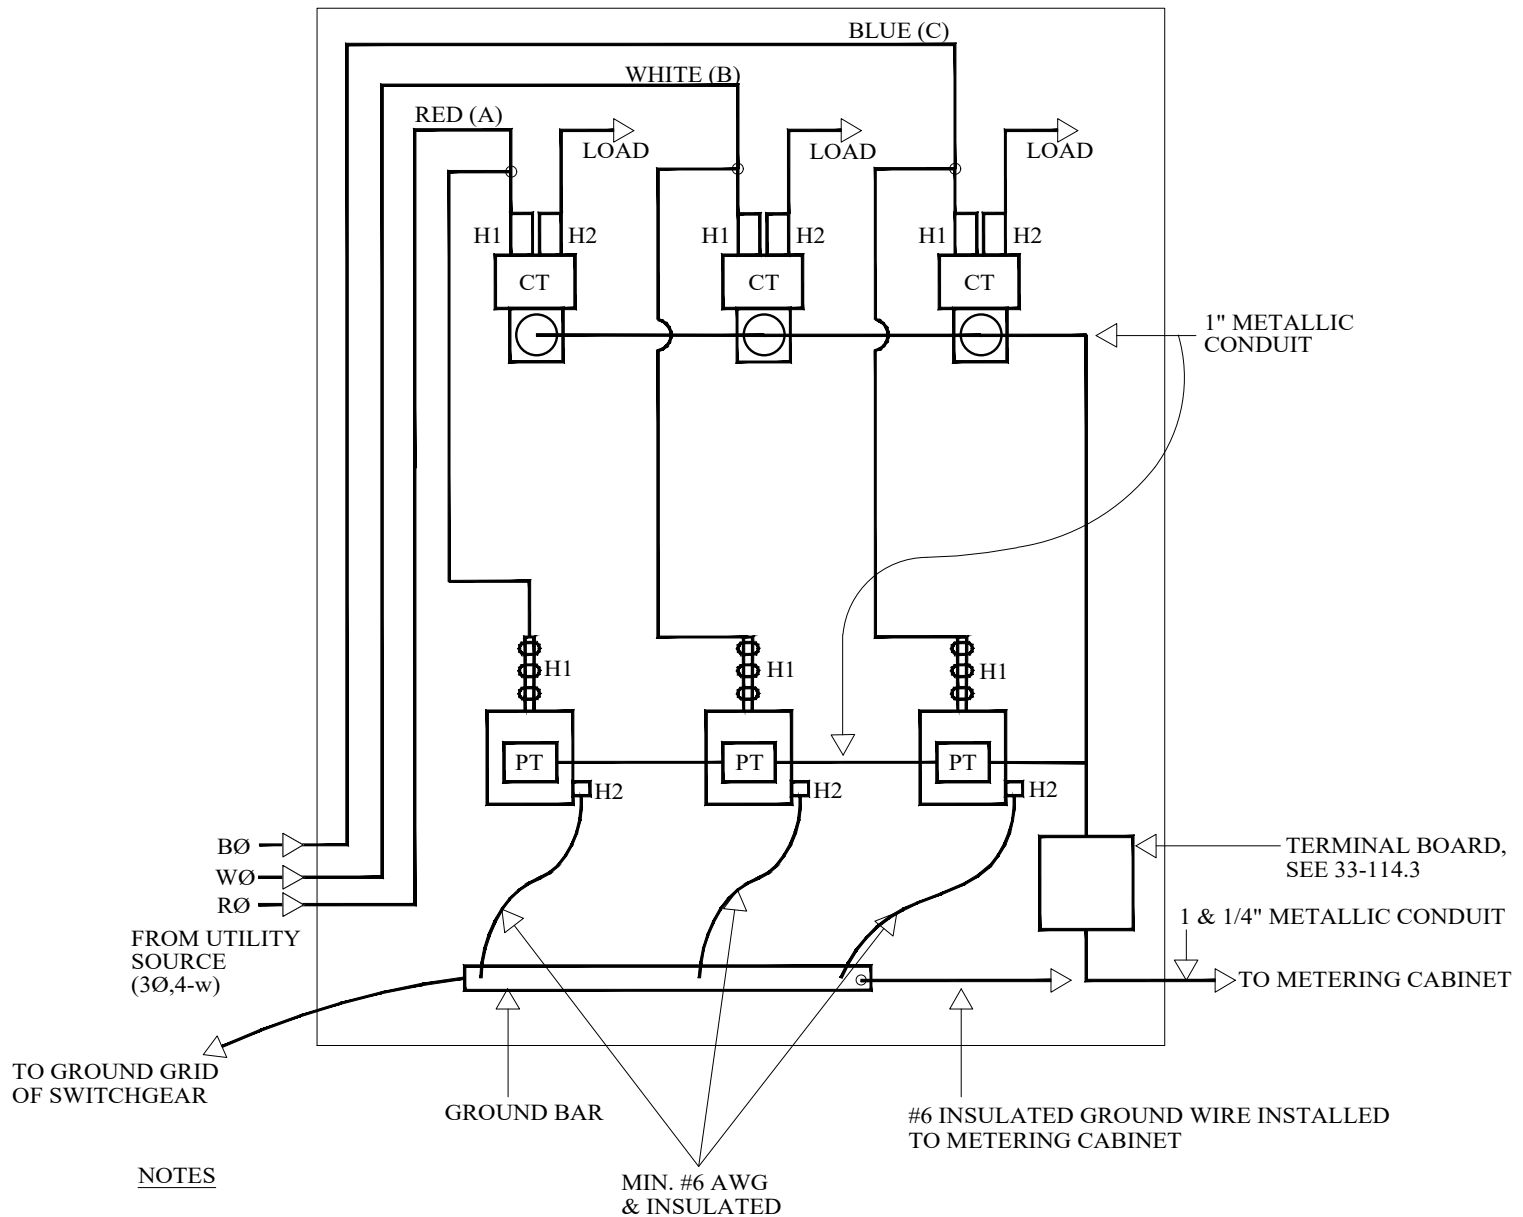 BLUE (C)
WHITE (B)
RED (A)
LOAD
LOAD
LOAD
H1
H2
H1
H2
H1
H2
CT
CT
CT
1" METALLIC
CONDUIT
H1
H1
H1
PT
PT
PT
H2
H2
H2
BØ
WØ
RØ
FROM UTILITY
SOURCE
(3Ø,4-w)
TERMINAL BOARD,
SEE 33-114.3
1 & 1/4" METALLIC CONDUIT
TO METERING CABINET
TO GROUND GRID
OF SWITCHGEAR
GROUND BAR
#6 INSULATED GROUND WIRE INSTALLED
TO METERING CABINET
MIN. #6 AWG
& INSULATED
NOTES